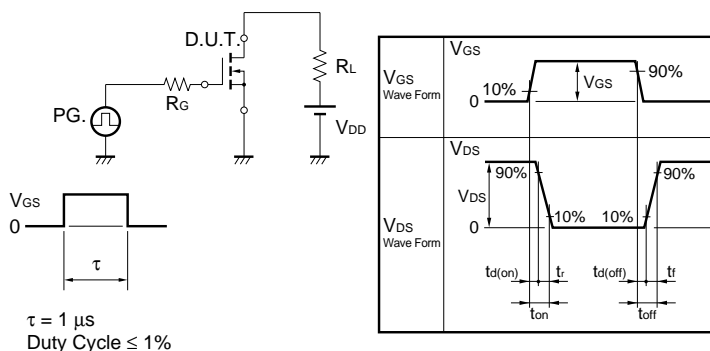 D.U.T.
RG
RL
PG.
VDD
VGS
0
τ
τ = 1 μs
Duty Cycle ≤ 1%
VGS
Wave Form
VGS
10%
0
VGS
90%
VDS
Wave Form
VDS
90%
VDS
0
10%
10%
90%
td(on)
tr
td(off)
tf
ton
toff